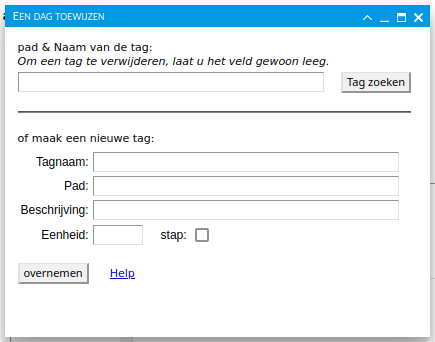 Een dag toewijzen
pad & Naam van de tag:
Om een tag te verwijderen, laat u het veld gewoon leeg.
Tag zoeken
of maak een nieuwe tag:
Tagnaam:
Pad:
Beschrijving:
Eenheid: stap:
overnemen Help